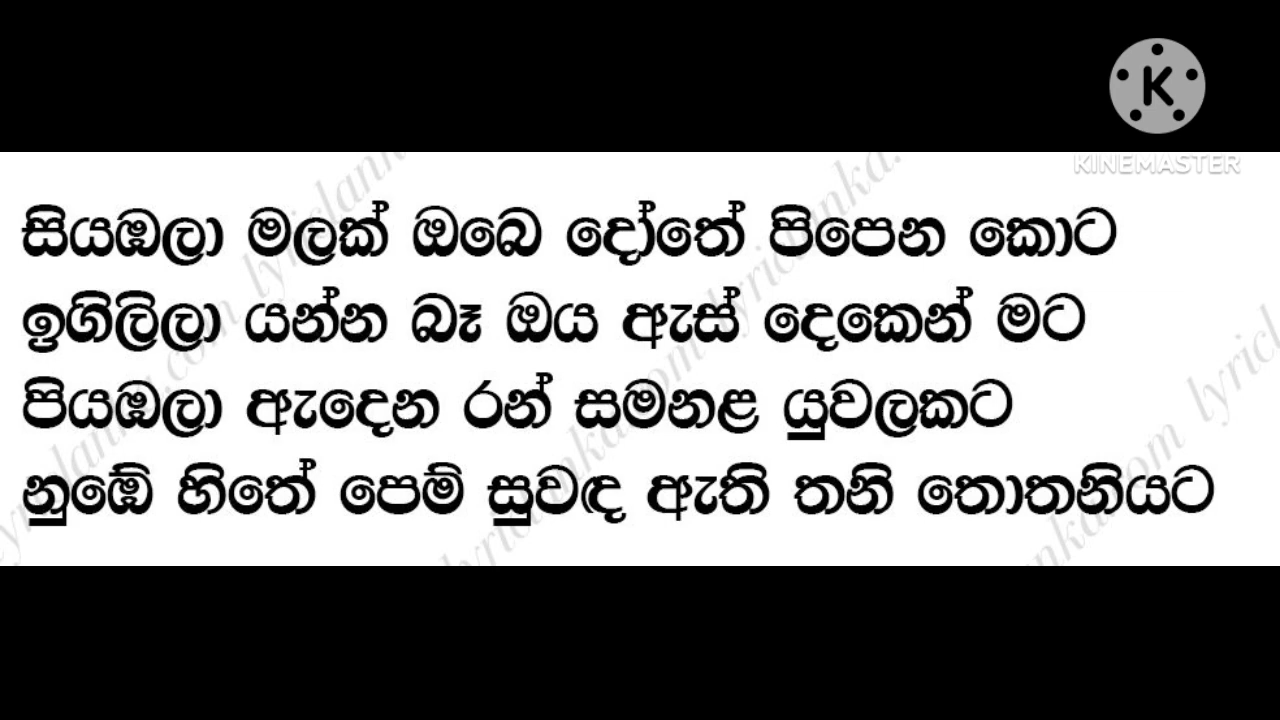 K
KINEMASTER
සියඹලා මලක් ඔබෙ දෝතේ පිපෙන කොට
ඉගිලිලා යන්න බෑ ඔය ඇස් දෙකෙන් මට
පියඹලා ඇදෙන රන් සමනළ යුවලකට
නුඹේ හිතේ පෙම් සුවඳ ඇති තනි තොතනියට